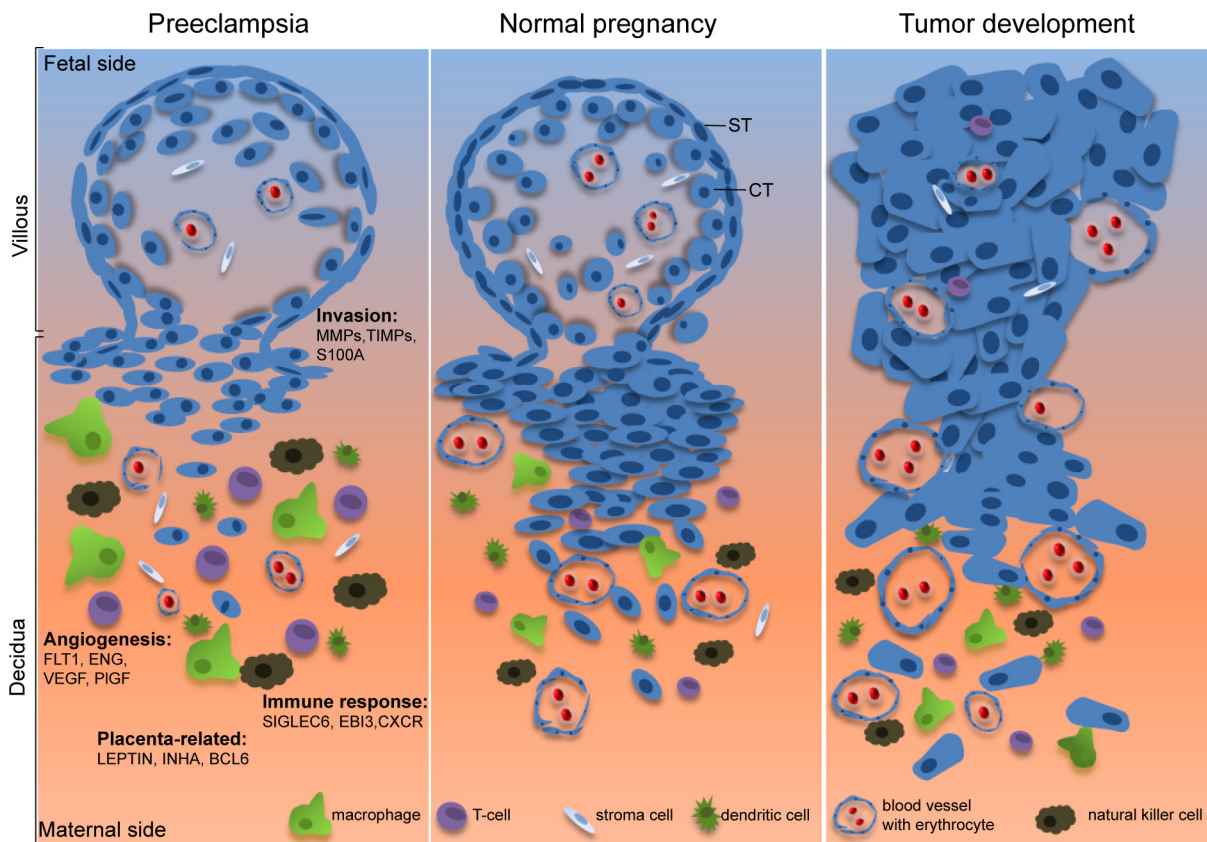 Preeclampsia
Normal pregnancy
Tumor development
Fetal side
Villous
ST
CT
Invasion:
MMPs,TIMPs,
S100A
Decidua
Angiogenesis:
FLT1, ENG,
VEGF, PlGF
Immune response:
SIGLEC6, EBI3,CXCR
Placenta-related:
LEPTIN, INHA, BCL6
Maternal side
macrophage
T-cell
stroma cell
dendritic cell
blood vessel
with erythrocyte
natural killer cell